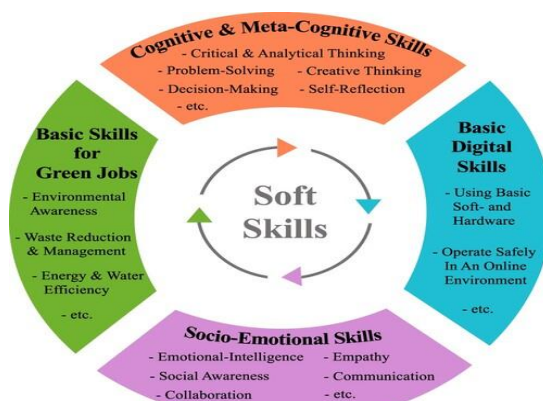 Cognitive & Meta-Cognitive Skills
- Critical & Analytical Thinking
- Problem-Solving - Creative Thinking
- Decision-Making - Self-Reflection
- etc.
Basic Skills
for
Green Jobs
- Environmental
Awareness
- Waste Reduction
& Management
- Energy & Water
Efficiency
- etc.
Soft
Skills
Basic
Digital
Skills
- Using Basic
Soft- and
Hardware
- Operate Safely
In An Online
Environment
- etc.
Socio-Emotional Skills
- Emotional-Intelligence - Empathy
- Social Awareness - Communication
- Collaboration - etc.